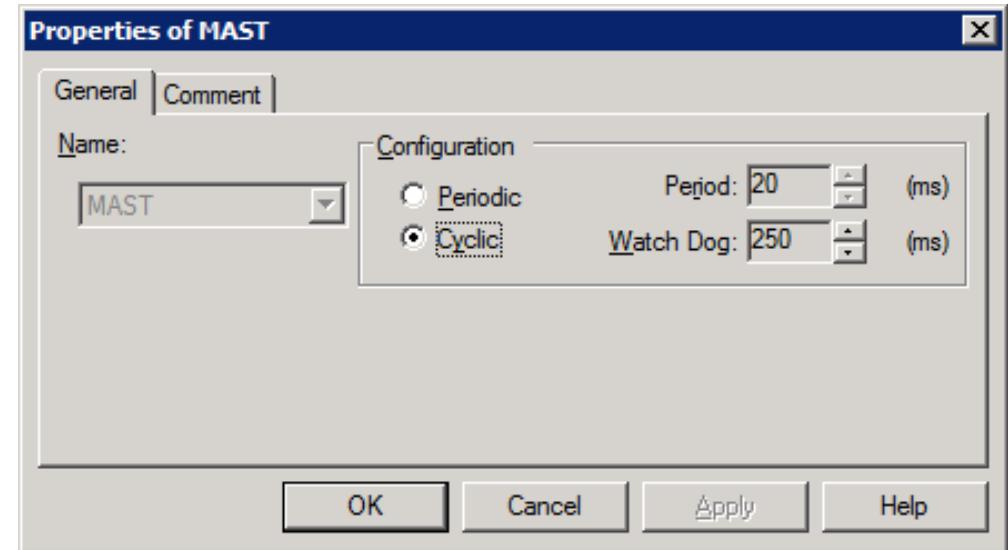 Properties of MAST
General
Comment
Name:
MAST
Configuration
Periodic
Cyclic
Period: 20 (ms)
Watch Dog: 250 (ms)
OK
Cancel
Apply
Help